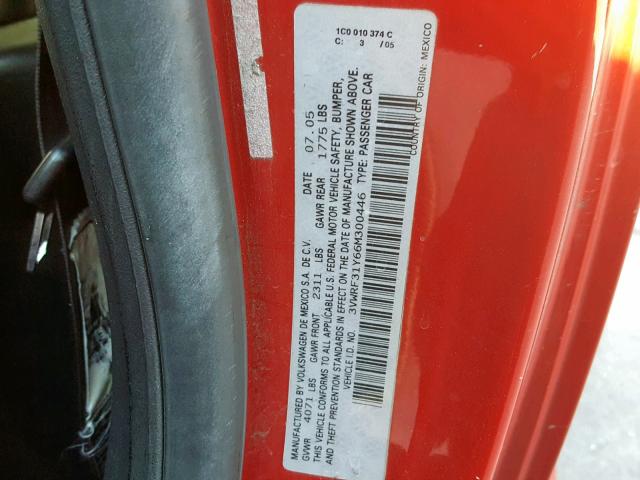 MANUFACTURED BY VOLKSWAGEN DE MEXICO S.A. DE C.V. DATE 07.05
GVWR 4071 LBS GAWR FRONT 2311 LBS GAWR REAR 1775 LBS
THIS VEHICLE CONFORMS TO ALL APPLICABLE U.S. FEDERAL MOTOR VEHICLE SAFETY, BUMPER,
AND THEFT PREVENTION STANDARDS IN EFFECT ON THE DATE OF MANUFACTURE SHOWN ABOVE.
VEHICLE I.D. NO. 3VWRF31Y66M300446 TYPE: PASSENGER CAR
COUNTRY OF ORIGIN: MEXICO
1C0 010 374 C
C: 3 /05